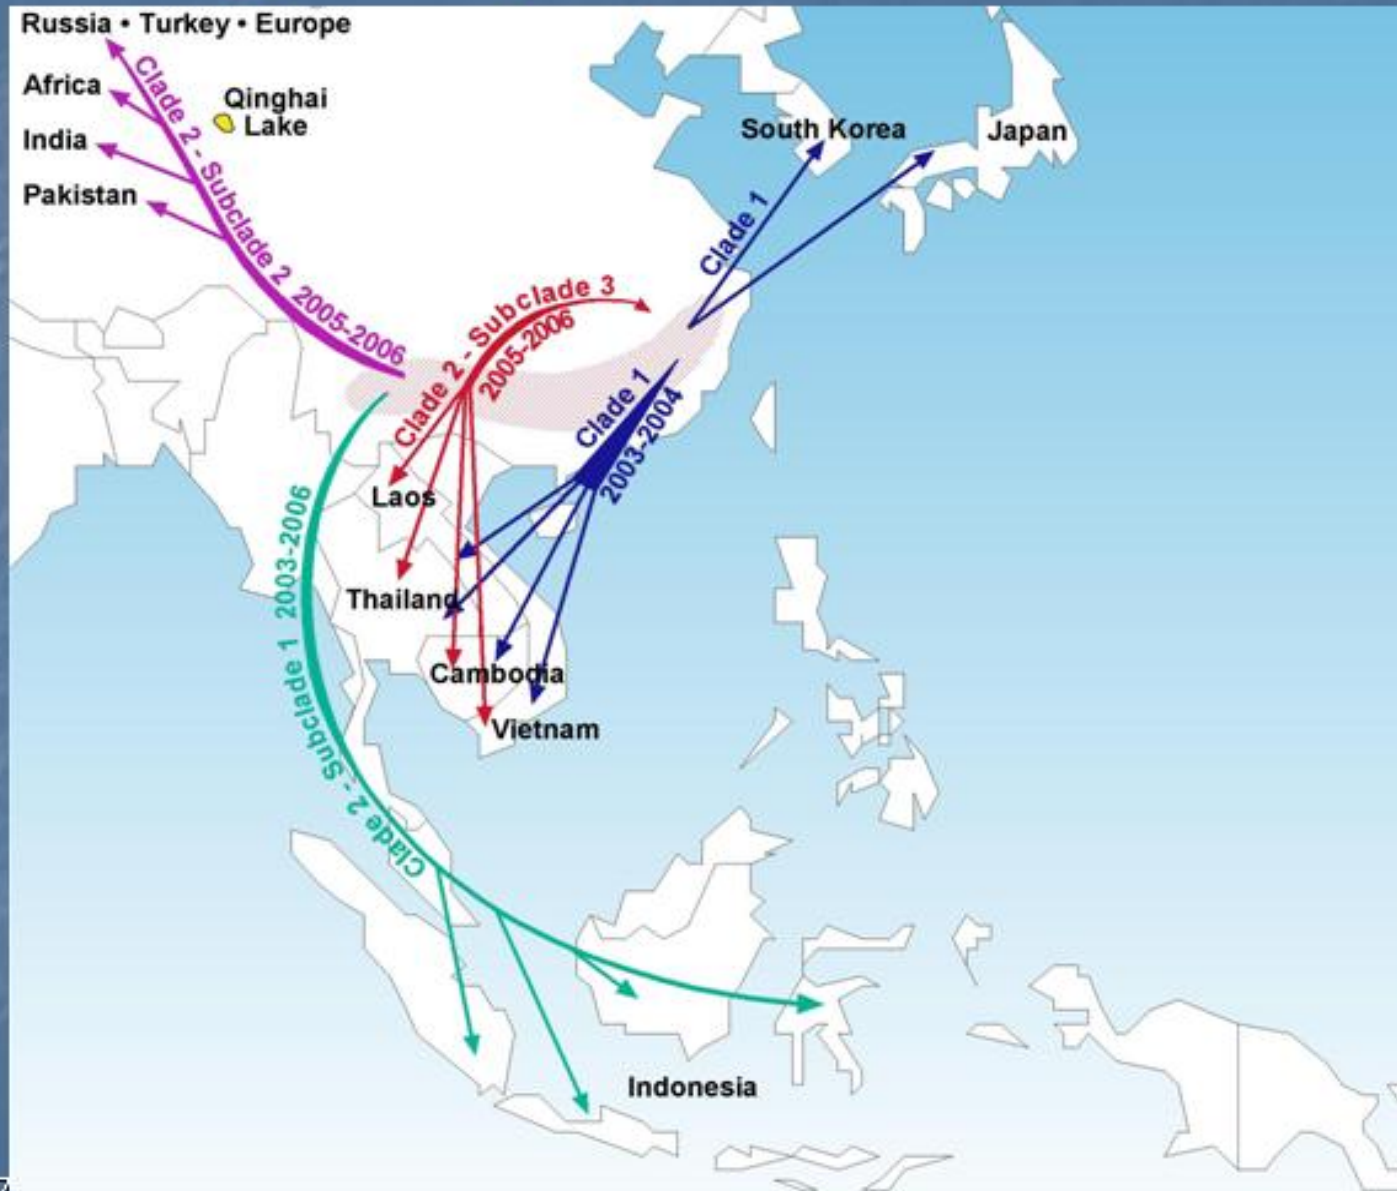 Russia • Turkey • Europe
Africa
India
Pakistan
Clade 2 - Subclade 2 2005-2006
Qinghai
Lake
South Korea
Japan
Clade 1
Clade 2 - Subclade 3
2005-2006
Clade 1
2003-2004
Laos
Thailand
Cambodia
Vietnam
Clade 2 - Subclade 1 2003-2006
Indonesia